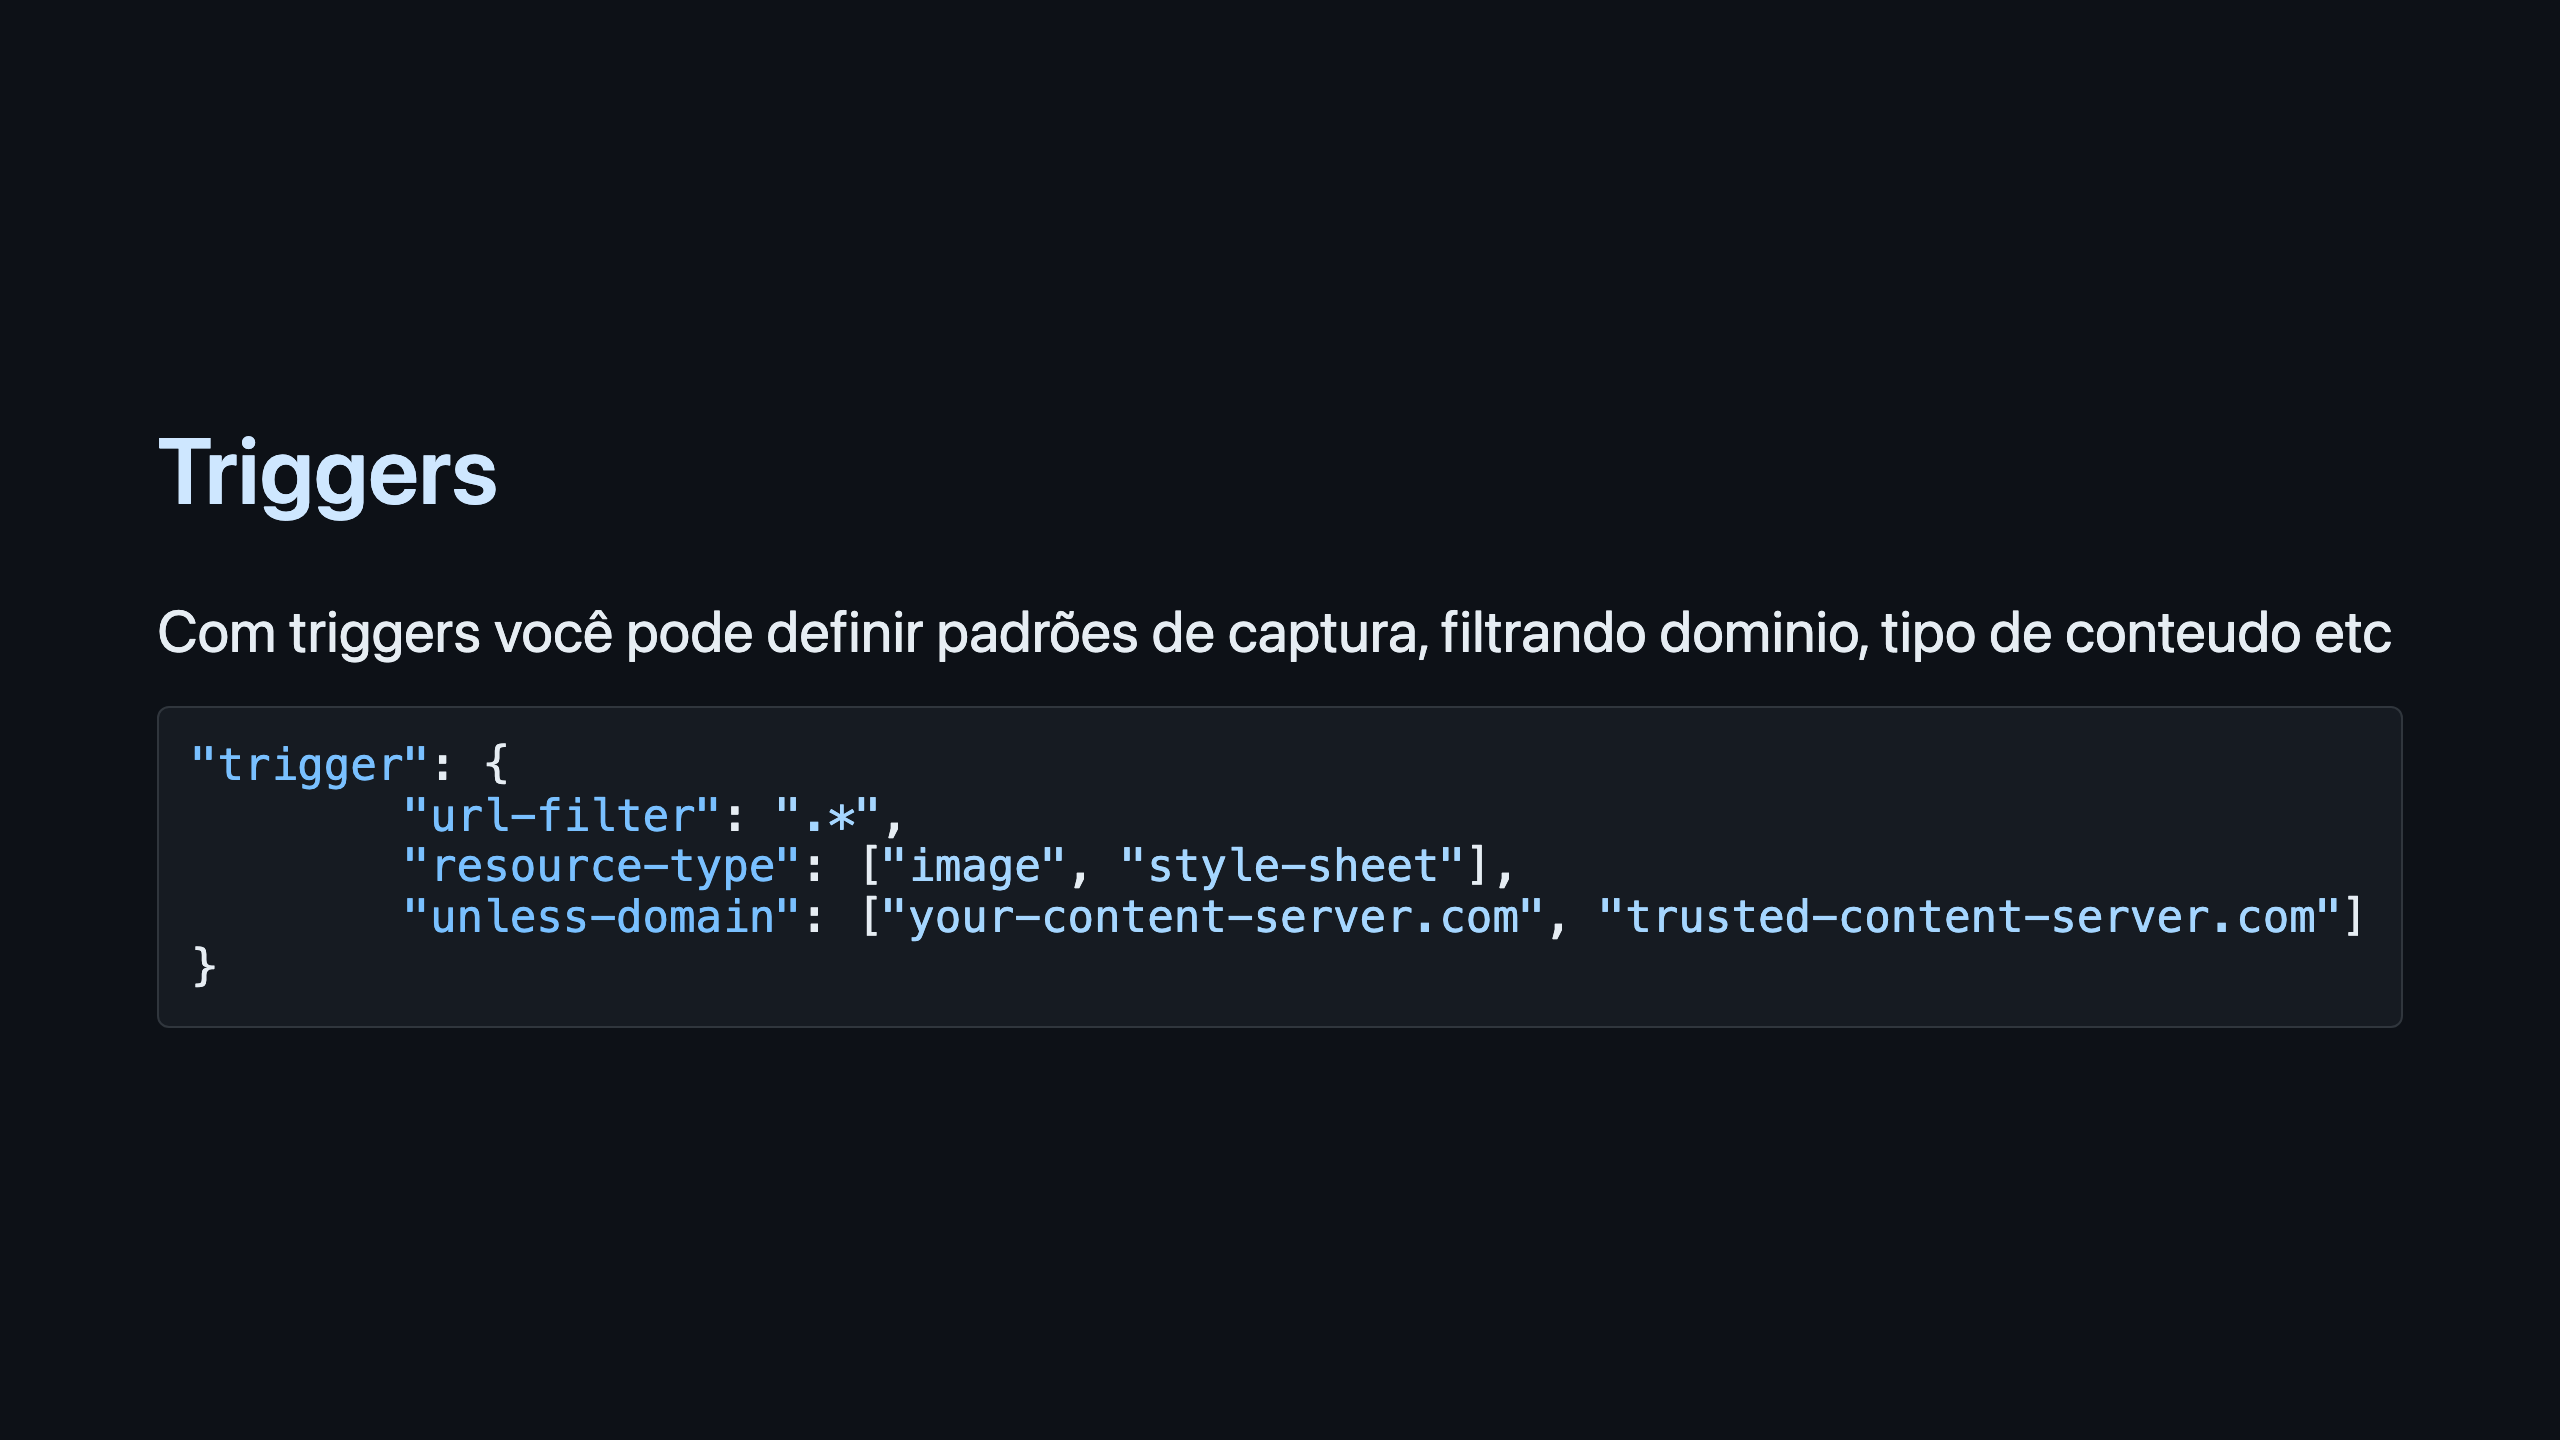 Triggers
Com triggers você pode definir padrões de captura, filtrando dominio, tipo de conteudo etc
"trigger": {
        "url-filter": ".*",
        "resource-type": ["image", "style-sheet"],
        "unless-domain": ["your-content-server.com", "trusted-content-server.com"]
}